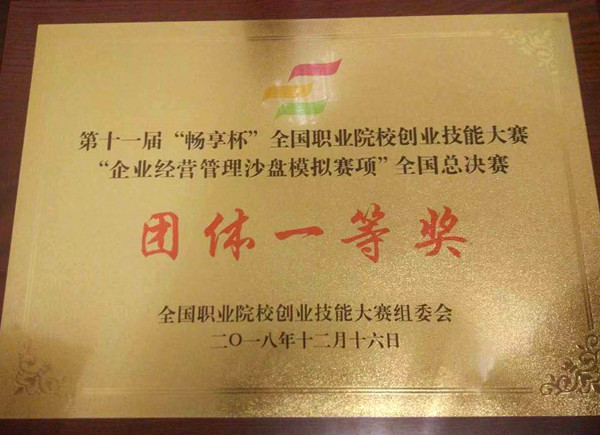 第十一届“畅享杯”全国职业院校创业技能大赛
“企业经营管理沙盘模拟赛项”全国总决赛
团体一等奖
全国职业院校创业技能大赛组委会
二〇一八年十二月十六日